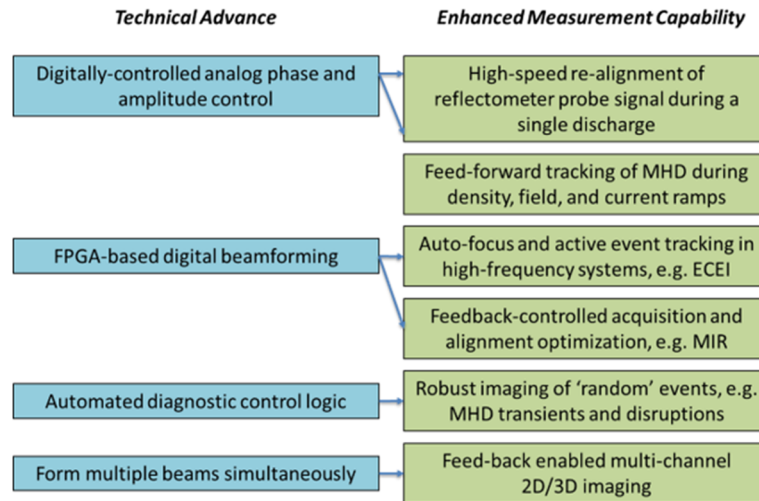 Technical Advance
Enhanced Measurement Capability
Digitally-controlled analog phase and
amplitude control
High-speed re-alignment of
reflectometer probe signal during a
single discharge
Feed-forward tracking of MHD during
density, field, and current ramps
FPGA-based digital beamforming
Auto-focus and active event tracking in
high-frequency systems, e.g. ECEI
Feedback-controlled acquisition and
alignment optimization, e.g. MIR
Automated diagnostic control logic
Robust imaging of ‘random’ events, e.g.
MHD transients and disruptions
Form multiple beams simultaneously
Feed-back enabled multi-channel
2D/3D imaging